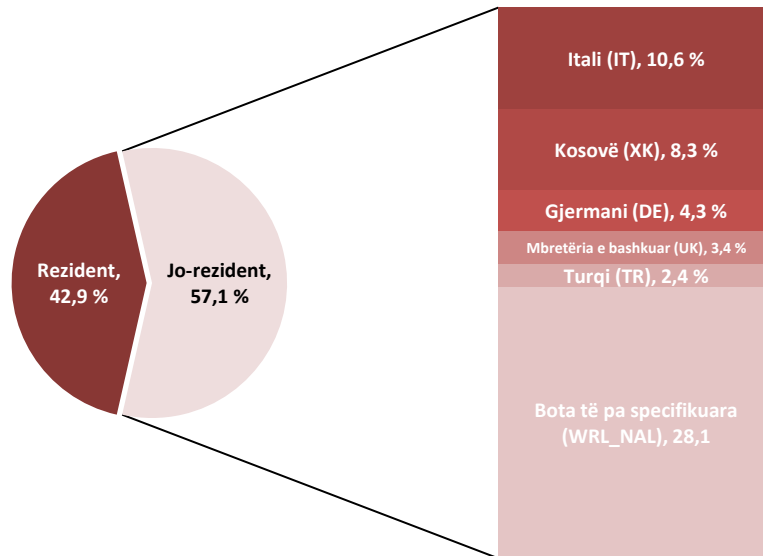 Rezident,
42,9 %
Jo-rezident,
57,1 %
Itali (IT), 10,6 %
Kosovë (XK), 8,3 %
Gjermani (DE), 4,3 %
Mbretëria e bashkuar (UK), 3,4 %
Turqi (TR), 2,4 %
Bota të pa specifikuara
(WRL_NAL), 28,1